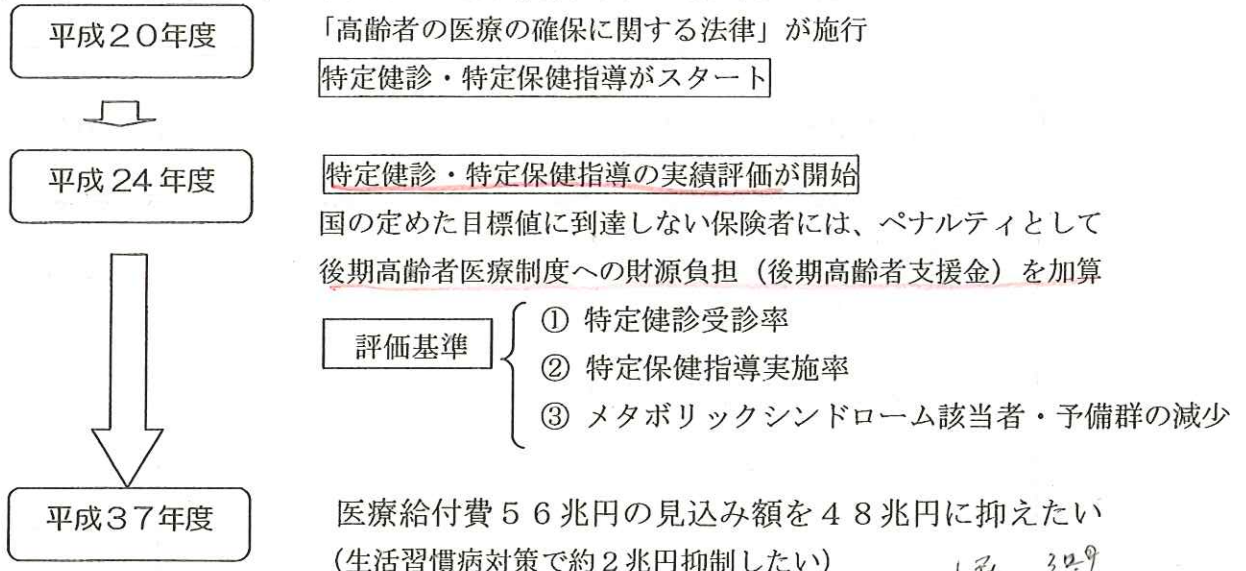 平成20年度
「高齢者の医療の確保に関する法律」が施行
特定健診・特定保健指導がスタート
平成24年度
特定健診・特定保健指導の実績評価が開始
国の定めた目標値に到達しない保険者には、ペナルティとして
後期高齢者医療制度への財源負担（後期高齢者支援金）を加算
評価基準
① 特定健診受診率
② 特定保健指導実施率
③ メタボリックシンドローム該当者・予備群の減少
平成37年度
医療給付費56兆円の見込み額を48兆円に抑えたい
（生活習慣病対策で約2兆円抑制したい）